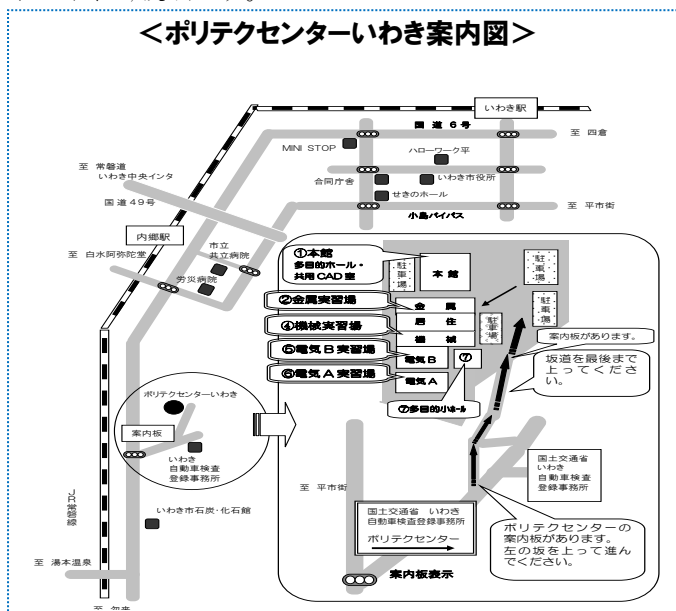 <ポリテクセンターいわき案内図>
いわき駅
国道6号
至 四倉
MINI STOP
ハローワーク平
至 常磐道
いわき中央インタ
合同庁舎
いわき市役所
せきのホール
国道49号
小島バイパス
至 平市街
内郷駅
市立
共立病院
至 白水阿弥陀堂
労災病院
①本館
多目的ホール・
共用CAD室
駐車場
本館
駐車場
②金属実習場
金属
駐車場
居住
④機械実習場
機械
駐車場
案内板があります。
⑤電気B実習場
電気B
⑦
坂道を最後まで
上ってくださ
い。
⑥電気A実習場
電気A
⑦多目的小ホール
ポリテクセンターいわき
案内板
いわき
自動車検査
登録事務所
至 平市街
国土交通省
いわき
自動車検査
登録事務所
JR常磐線
いわき市石炭・化石館
国土交通省 いわき
自動車検査登録事務所
ポリテクセンター
ポリテクセンターの
案内板があります。
左の坂を上って進ん
でください。
至 湯本温泉
案内板表示
至 勿来